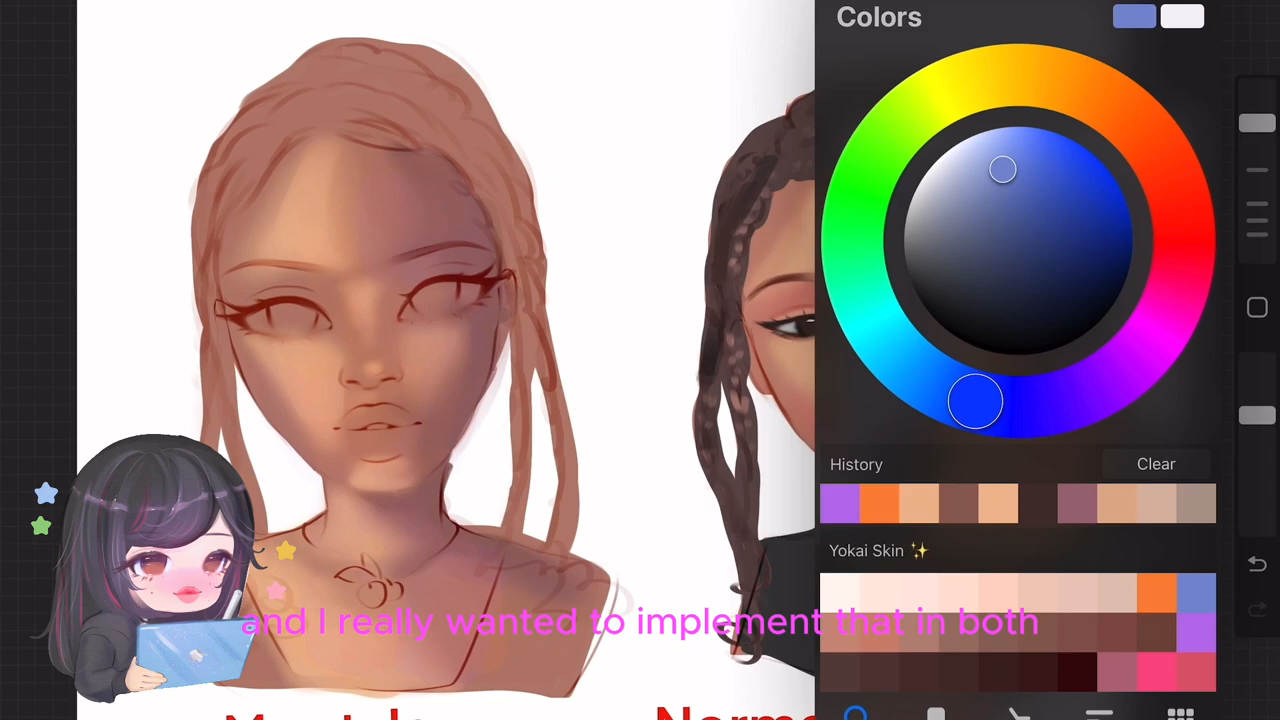 Colors
History
Clear
Yokai Skin ✨
and I really wanted to implement that in both